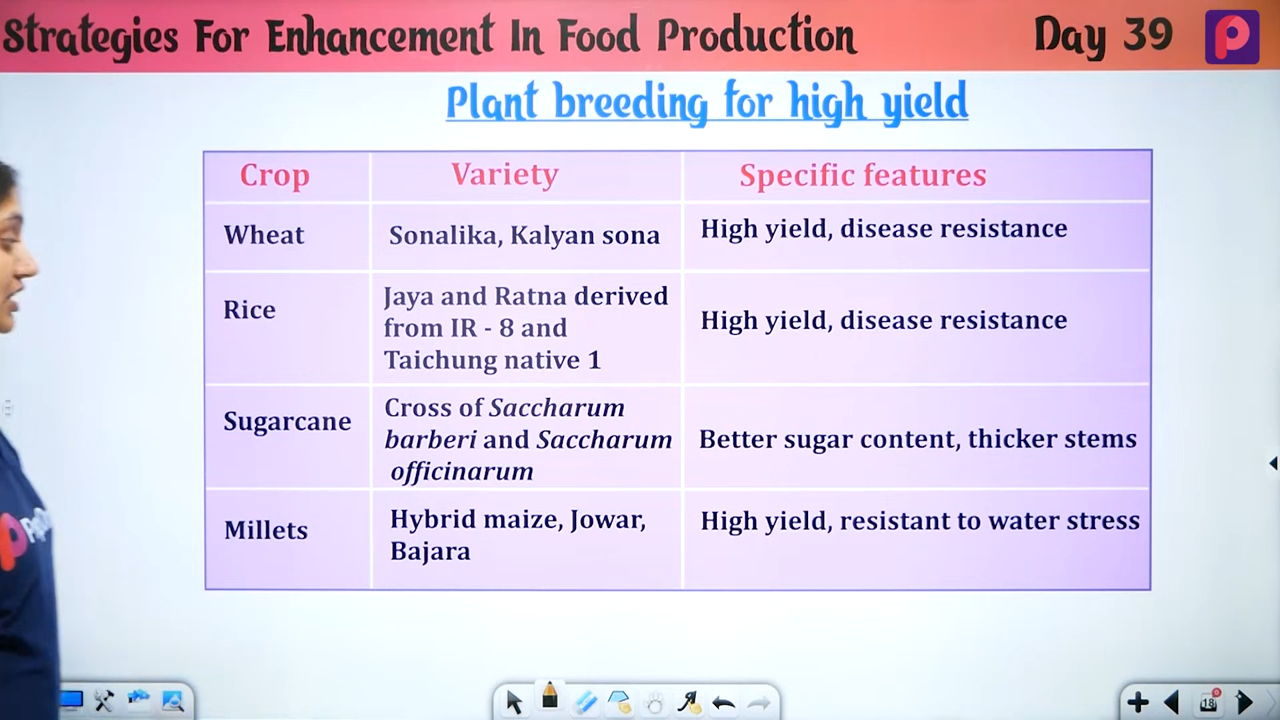 Strategies For Enhancement In Food Production
Day 39
Plant breeding for high yield
Crop
Variety
Specific features
Wheat
Sonalika, Kalyan sona
High yield, disease resistance
Rice
Jaya and Ratna derived
from IR - 8 and
Taichung native 1
High yield, disease resistance
Sugarcane
Cross of Saccharum
barberi and Saccharum
officinarum
Better sugar content, thicker stems
Millets
Hybrid maize, Jowar,
Bajara
High yield, resistant to water stress
18